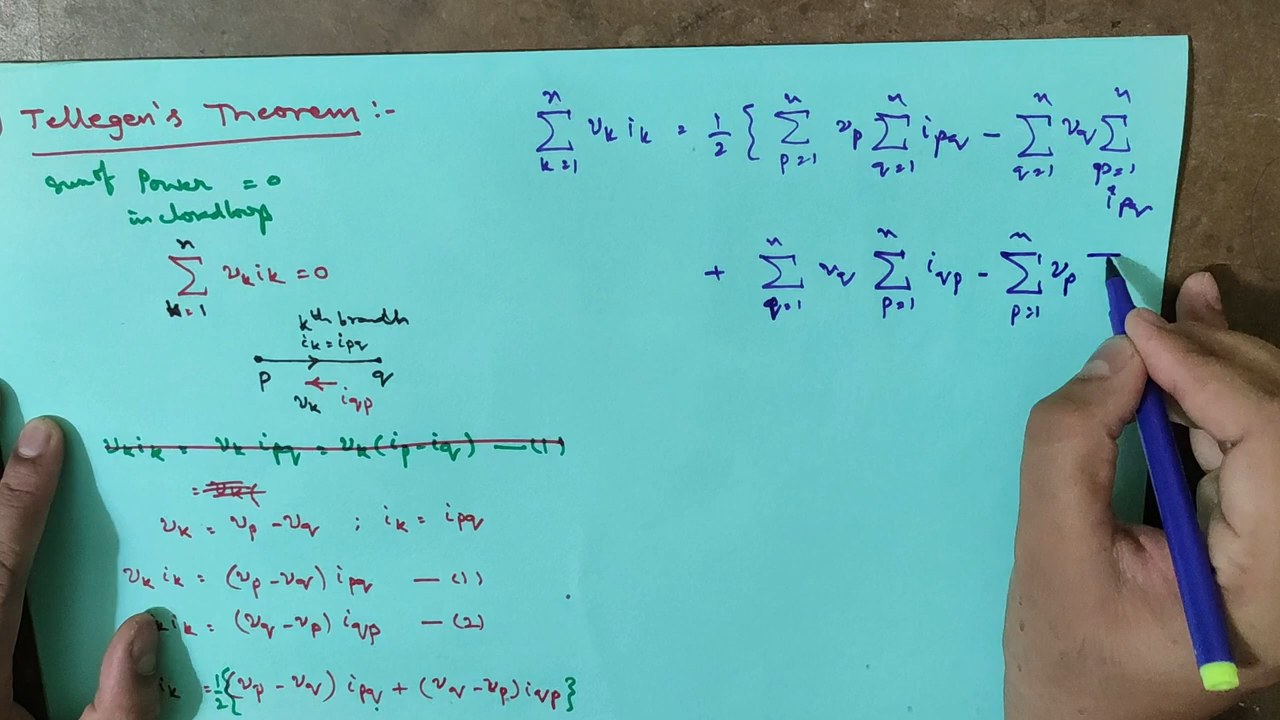 Tellegen's Theorem :-
sum of Power = 0
in closed loop
n
∑ vk ik = 0
k=1
kth branch
ik = ipq
p q
vk iqp
vk ik = vk ipq = vk (ip - iq) — (1)
= vk (
vk = vp - vq ; ik = ipq
vk ik = (vp - vq) ipq — (1)
k ik = (vq - vp) iqp — (2)
ik = 1/2 { (vp - vq) ipq + (vq - vp) iqp }
n n n n n
∑ vk ik = 1/2 { ∑ vp ∑ ipq - ∑ vq ∑
k=1 p=1 q=1 q=1 p=1
ipq
n n n
+ ∑ vq ∑ iqp - ∑ vp
q=1 p=1 p=1